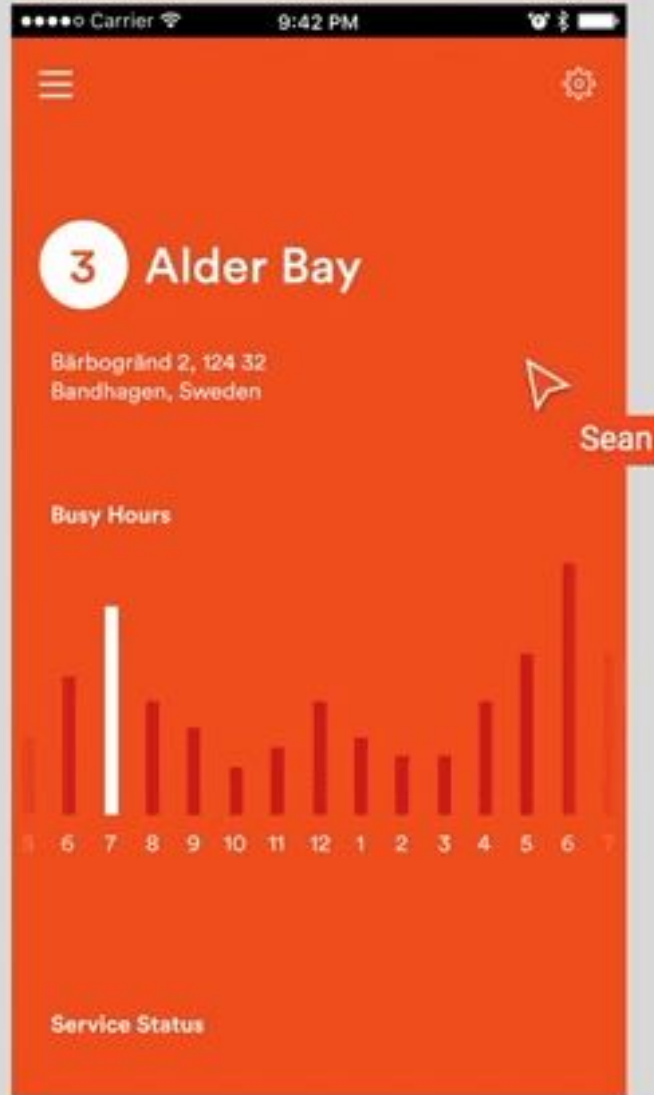 Carrier
9:42 PM
3 Alder Bay
Bärbogränd 2, 124 32
Bandhagen, Sweden
Sean
Busy Hours
6 7 8 9 10 11 12 1 2 3 4 5 6 7
Service Status